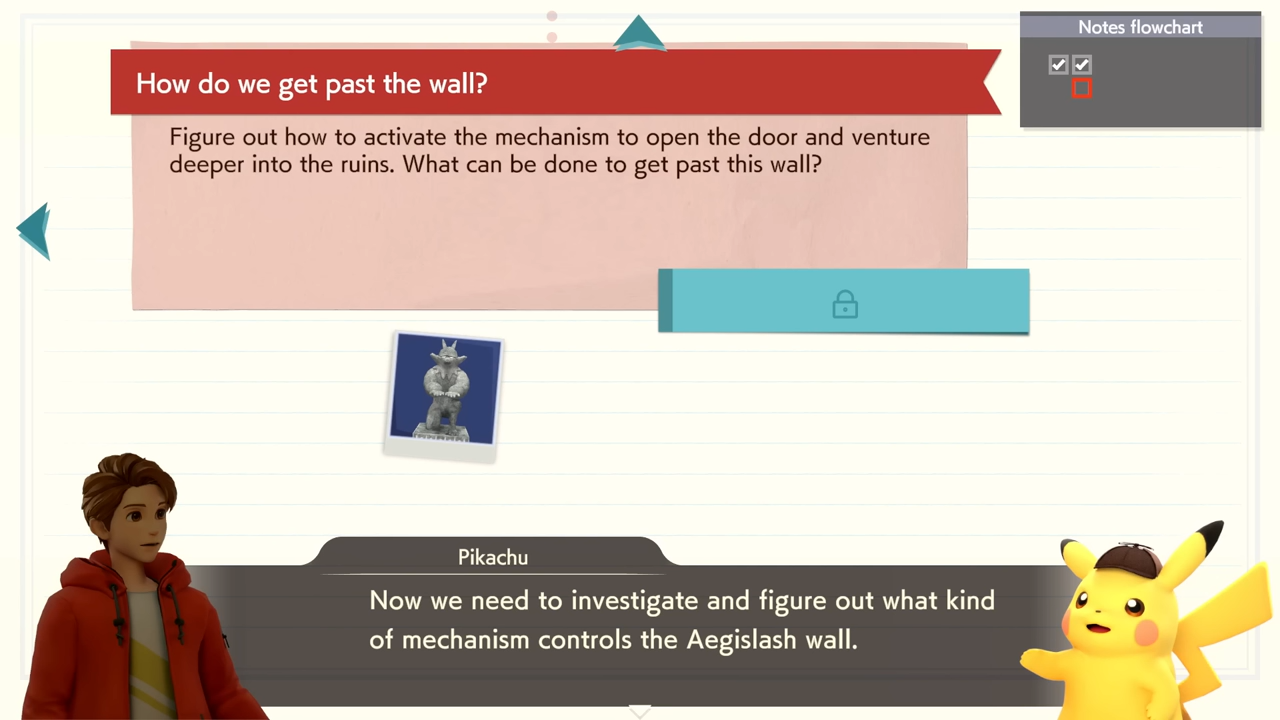 Notes flowchart
How do we get past the wall?
Figure out how to activate the mechanism to open the door and venture
deeper into the ruins. What can be done to get past this wall?
Pikachu
Now we need to investigate and figure out what kind
of mechanism controls the Aegislash wall.